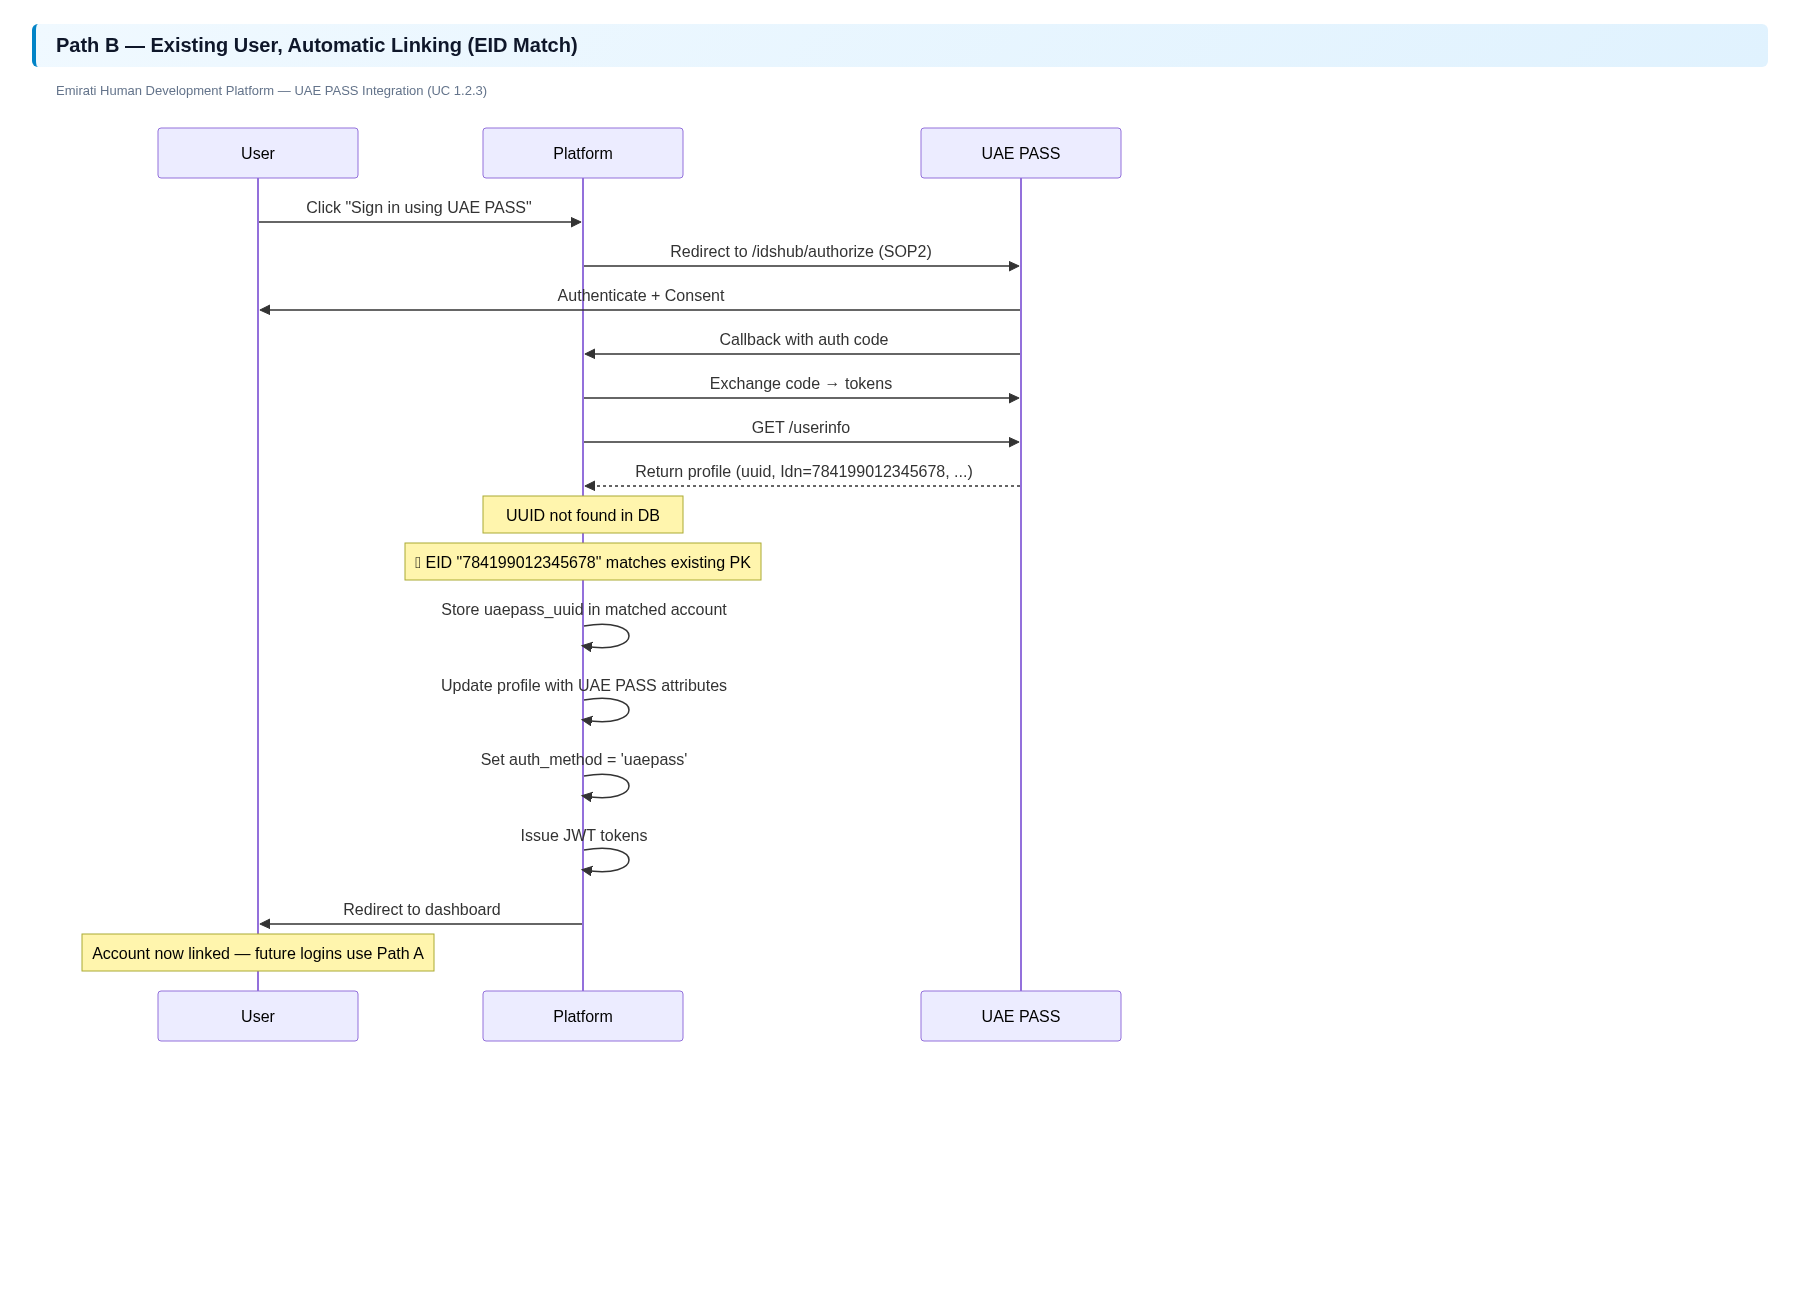 Path B — Existing User, Automatic Linking (EID Match)
Emirati Human Development Platform — UAE PASS Integration (UC 1.2.3)
User
Platform
UAE PASS
Click "Sign in using UAE PASS"
Redirect to /idshub/authorize (SOP2)
Authenticate + Consent
Callback with auth code
Exchange code → tokens
GET /userinfo
Return profile (uuid, Idn=784199012345678, ...)
UUID not found in DB
EID "784199012345678" matches existing PK
Store uaepass_uuid in matched account
Update profile with UAE PASS attributes
Set auth_method = 'uaepass'
Issue JWT tokens
Redirect to dashboard
Account now linked — future logins use Path A
User
Platform
UAE PASS